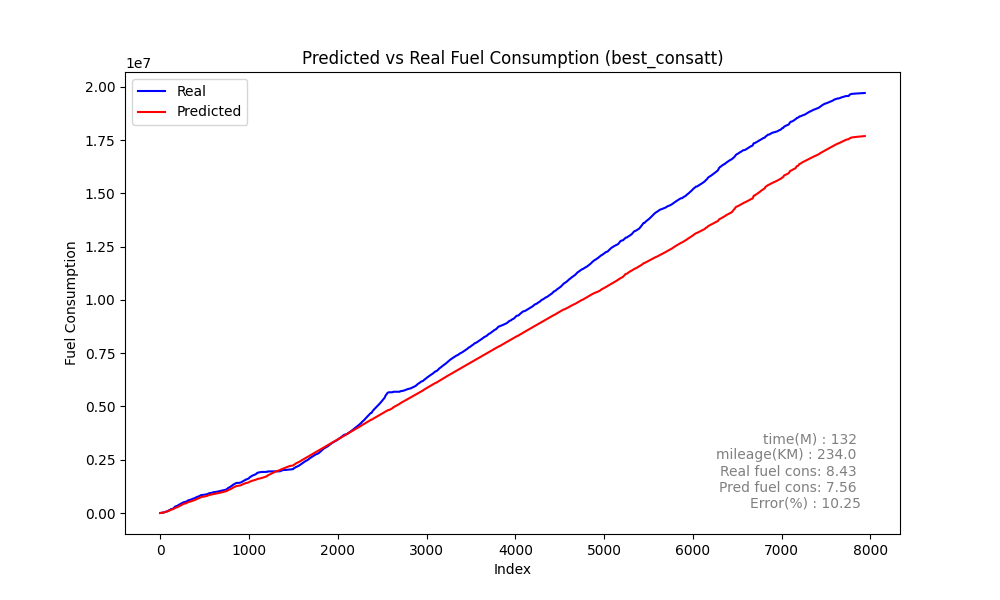 Predicted vs Real Fuel Consumption (best_consatt)
1e7
Real
Predicted
2.00
1.75
1.50
1.25
1.00
0.75
0.50
0.25
0.00
Fuel Consumption
time(M) : 132
mileage(KM) : 234.0
Real fuel cons: 8.43
Pred fuel cons: 7.56
Error(%) : 10.25
0 1000 2000 3000 4000 5000 6000 7000 8000
Index